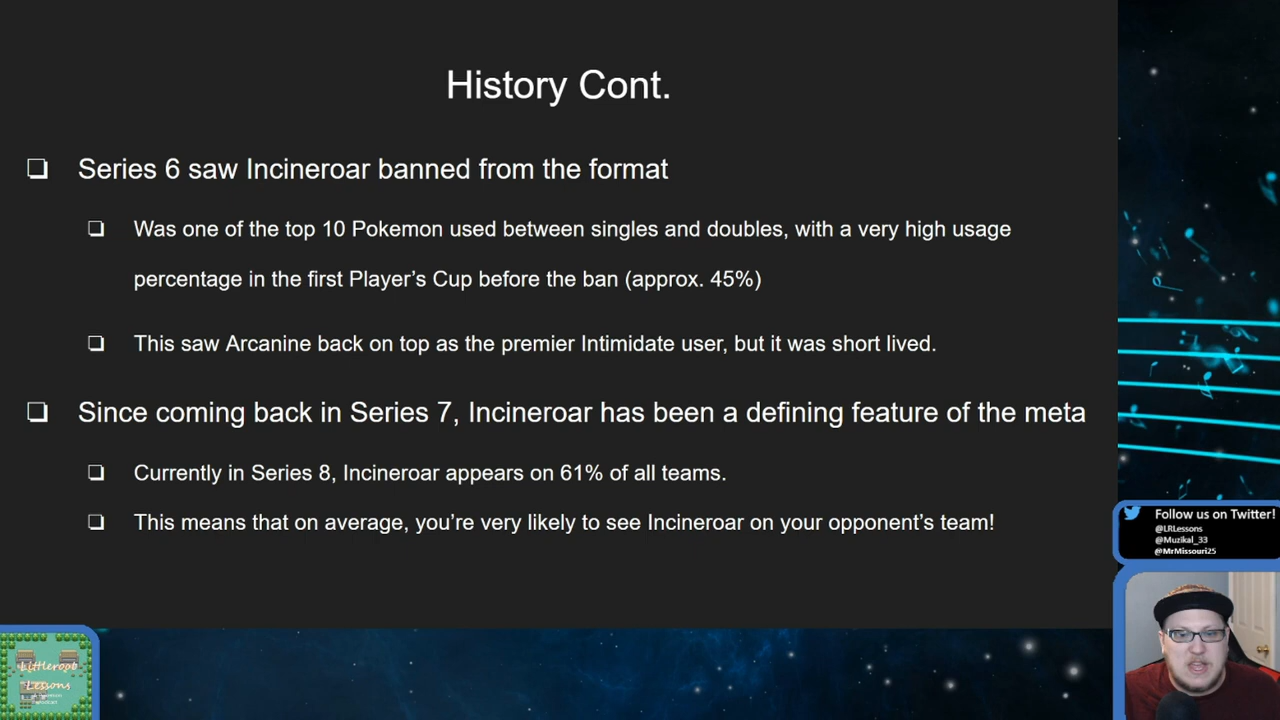 History Cont.
Series 6 saw Incineroar banned from the format
Was one of the top 10 Pokemon used between singles and doubles, with a very high usage
percentage in the first Player's Cup before the ban (approx. 45%)
This saw Arcanine back on top as the premier Intimidate user, but it was short lived.
Since coming back in Series 7, Incineroar has been a defining feature of the meta
Currently in Series 8, Incineroar appears on 61% of all teams.
This means that on average, you're very likely to see Incineroar on your opponent's team!
Follow us on Twitter!
@LRLessons
@Muzikal_33
@MrMissouri25
Littleroot
Lessons